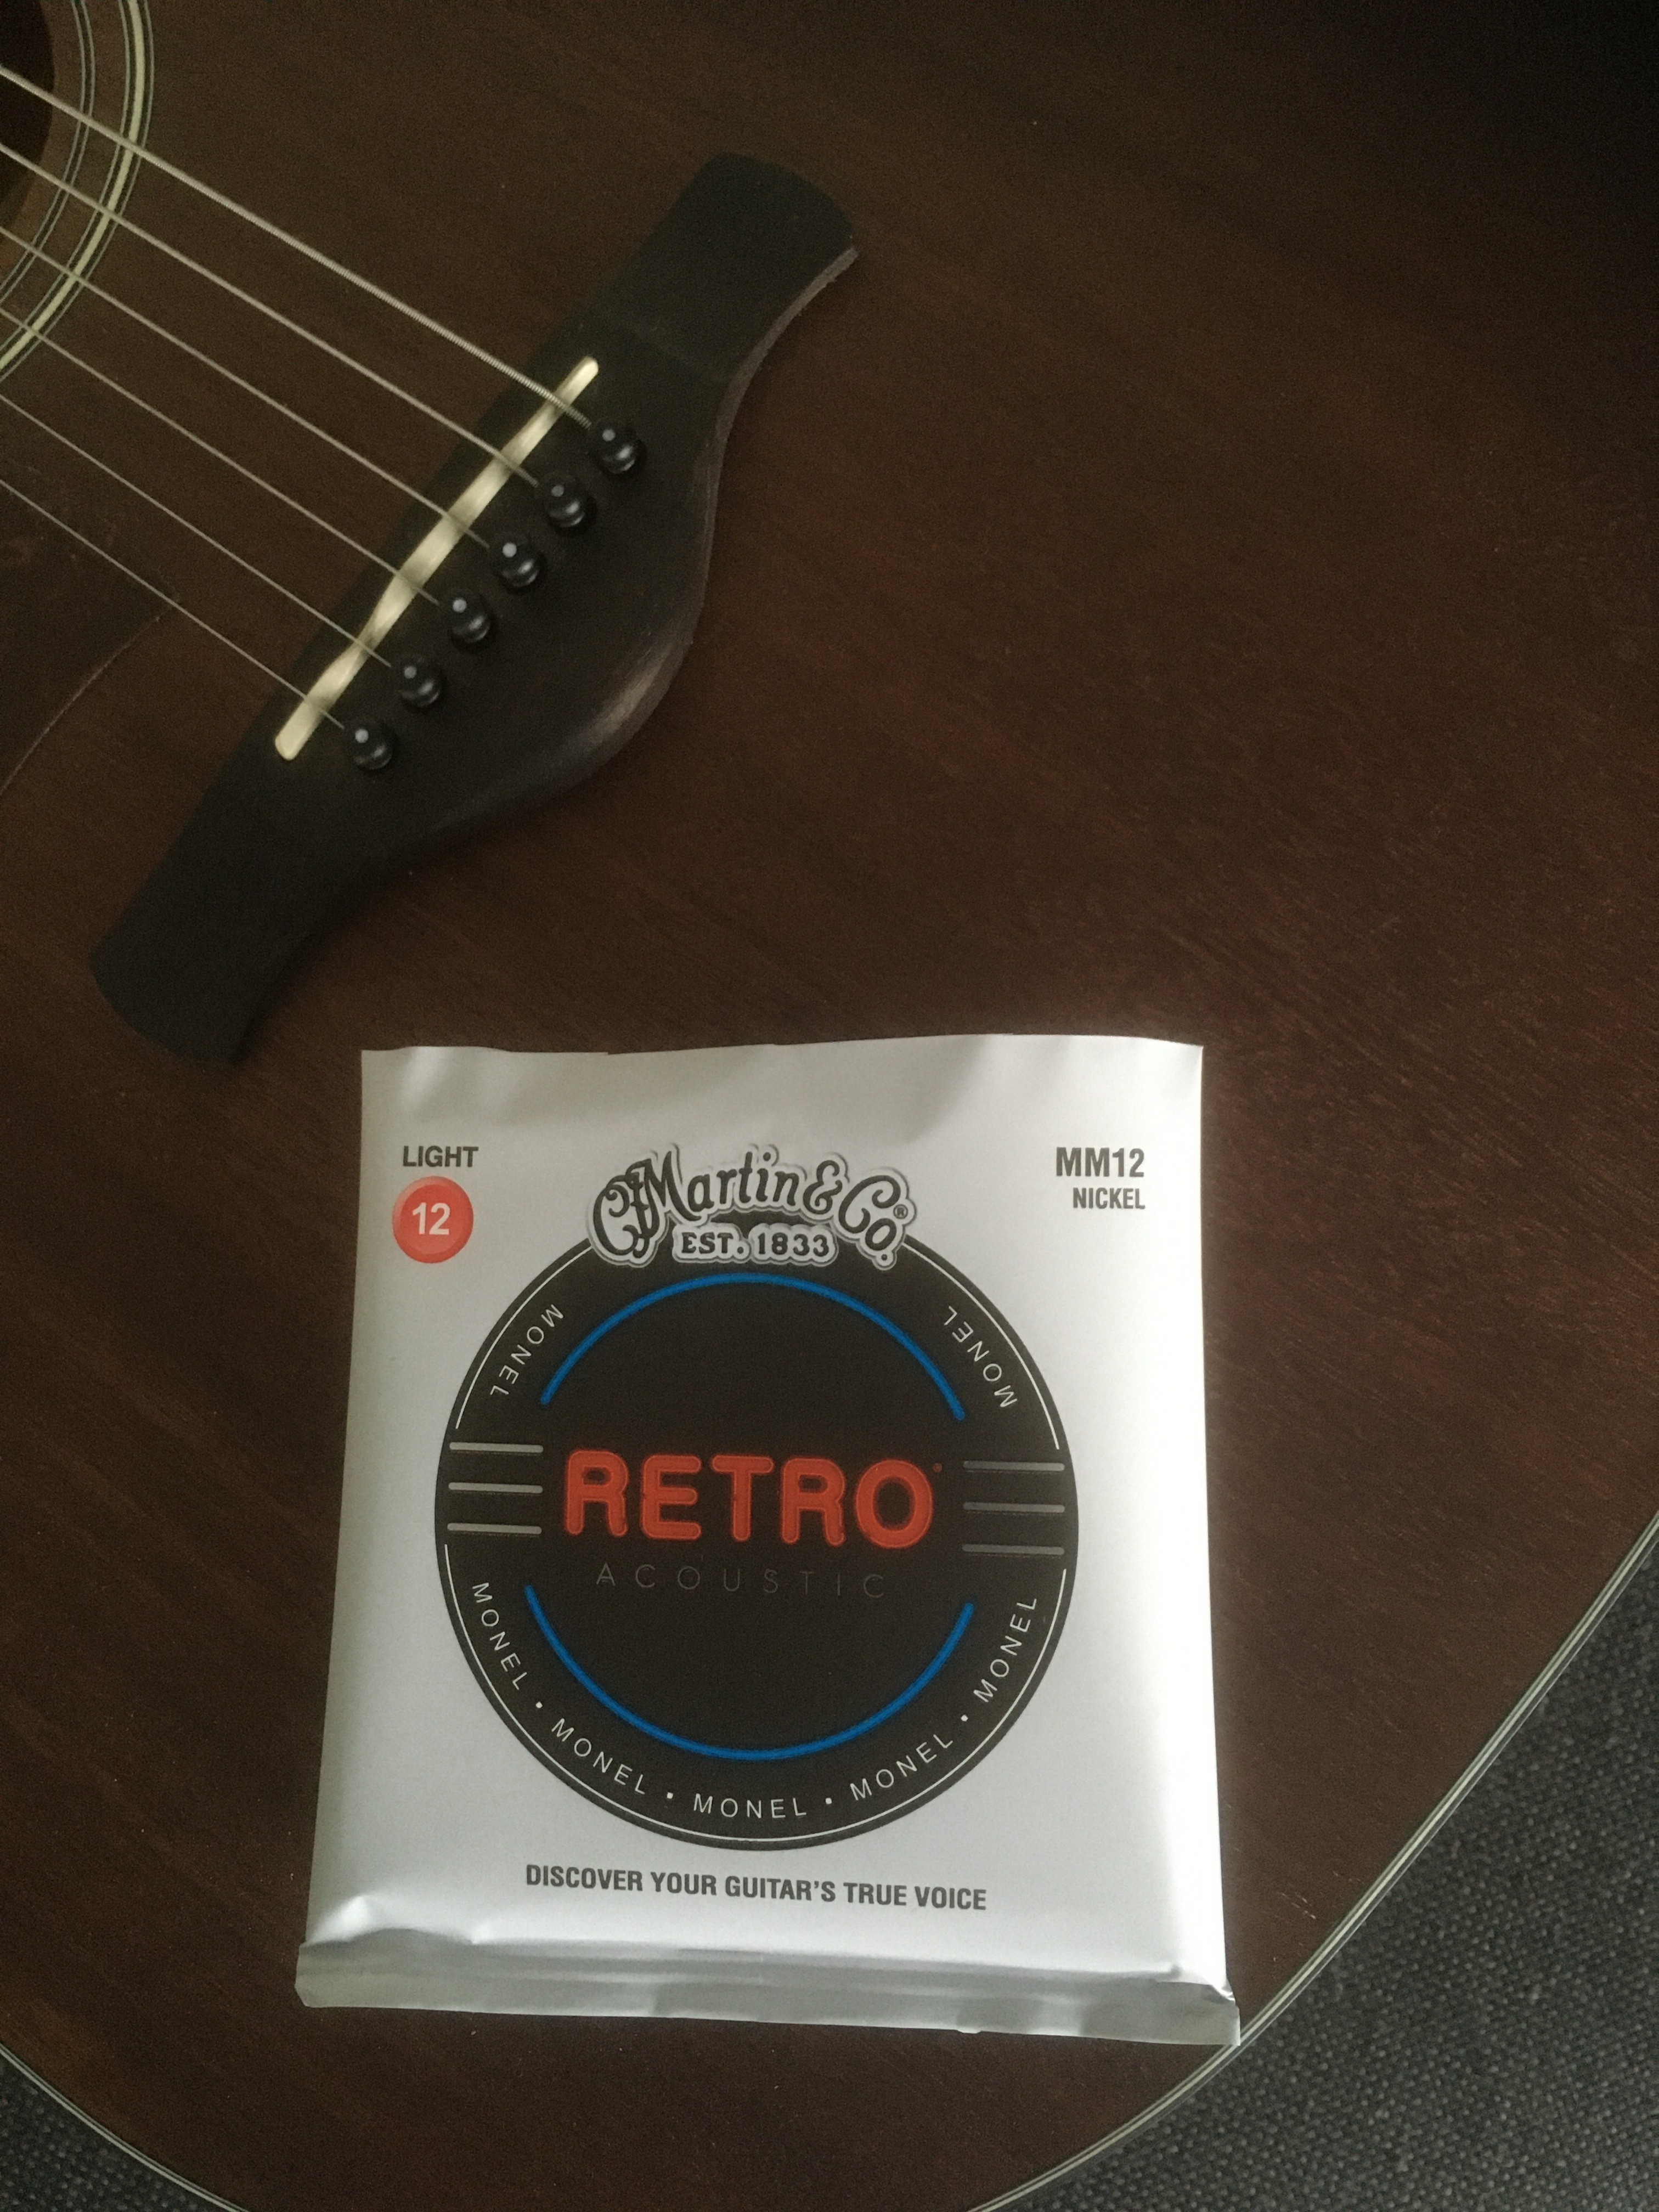 LIGHT
12
MM12
NICKEL
CF Martin & Co.®
EST. 1833
MONEL
MONEL
RETRO
ACOUSTIC
MONEL • MONEL • MONEL • MONEL • MONEL
DISCOVER YOUR GUITAR'S TRUE VOICE